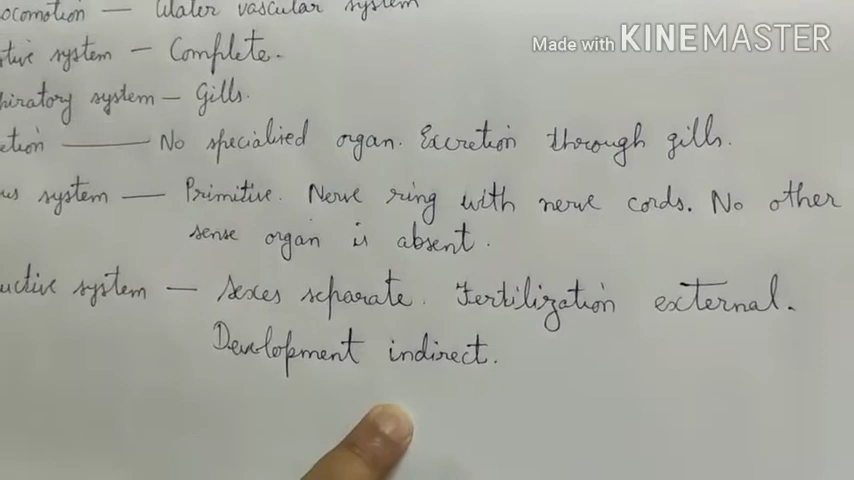 ocomotion — Water vascular system
Made with KINEMASTER
tive system – Complete.
piratory system – Gills.
etion —— No specialised organ. Excretion through gills.
us system — Primitive. Nerve ring with nerve cords. No other
sense organ is absent.
uctive system — Sexes separate. Fertilization external.
Development indirect.